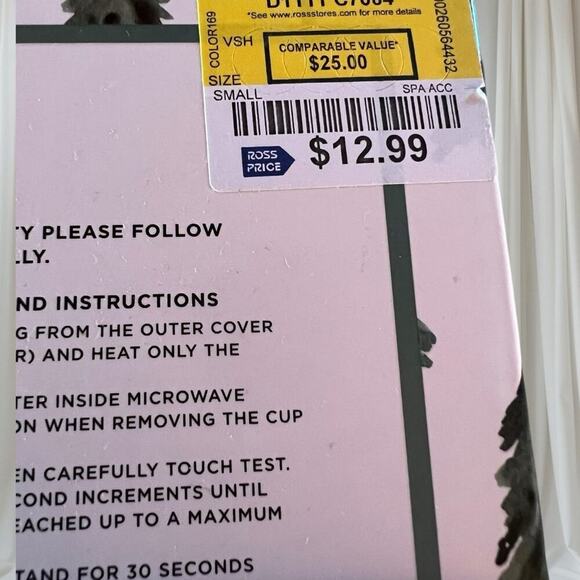 *See www.rossstores.com for more details
COLOR169
VSH
COMPARABLE VALUE*
$25.00
SIZE
SMALL
SPA ACC
ROSS
PRICE
$12.99
TY PLEASE FOLLOW
LLY.
ND INSTRUCTIONS
G FROM THE OUTER COVER
R) AND HEAT ONLY THE
TER INSIDE MICROWAVE
ON WHEN REMOVING THE CUP
EN CAREFULLY TOUCH TEST.
COND INCREMENTS UNTIL
EACHED UP TO A MAXIMUM
TAND FOR 30 SECONDS